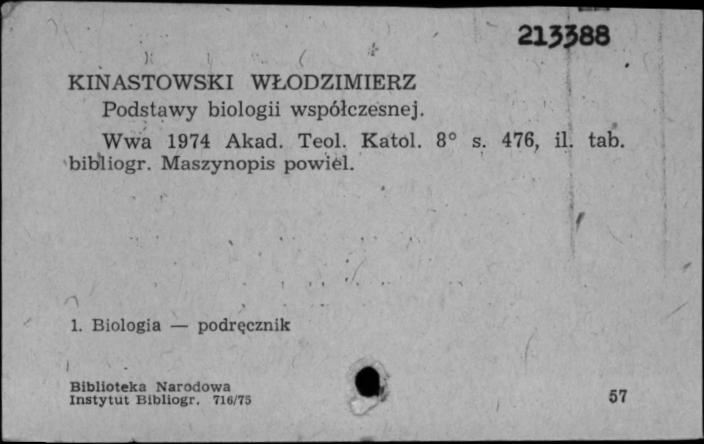 213388
KINASTOWSKI WŁODZIMIERZ
Podstawy biologii współczesnej.
Wwa 1974 Akad. Teol. Katol. 8° s. 476, il. tab.
bibliogr. Maszynopis powiel.
1. Biologia — podręcznik
Biblioteka Narodowa
Instytut Bibliogr. 716/75
57